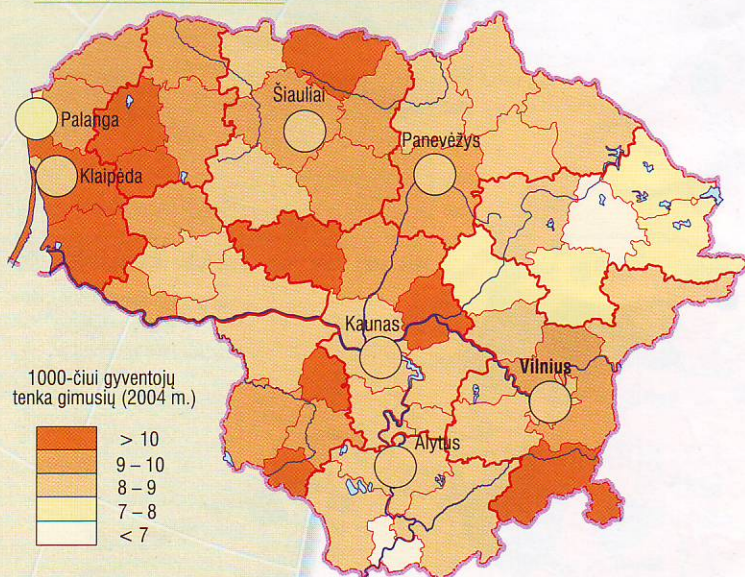 Šiauliai
Palanga
Panevėžys
Klaipėda
Kaunas
Vilnius
Alytus
1000-čiui gyventojų
tenka gimusių (2004 m.)
> 10
9 – 10
8 – 9
7 – 8
< 7